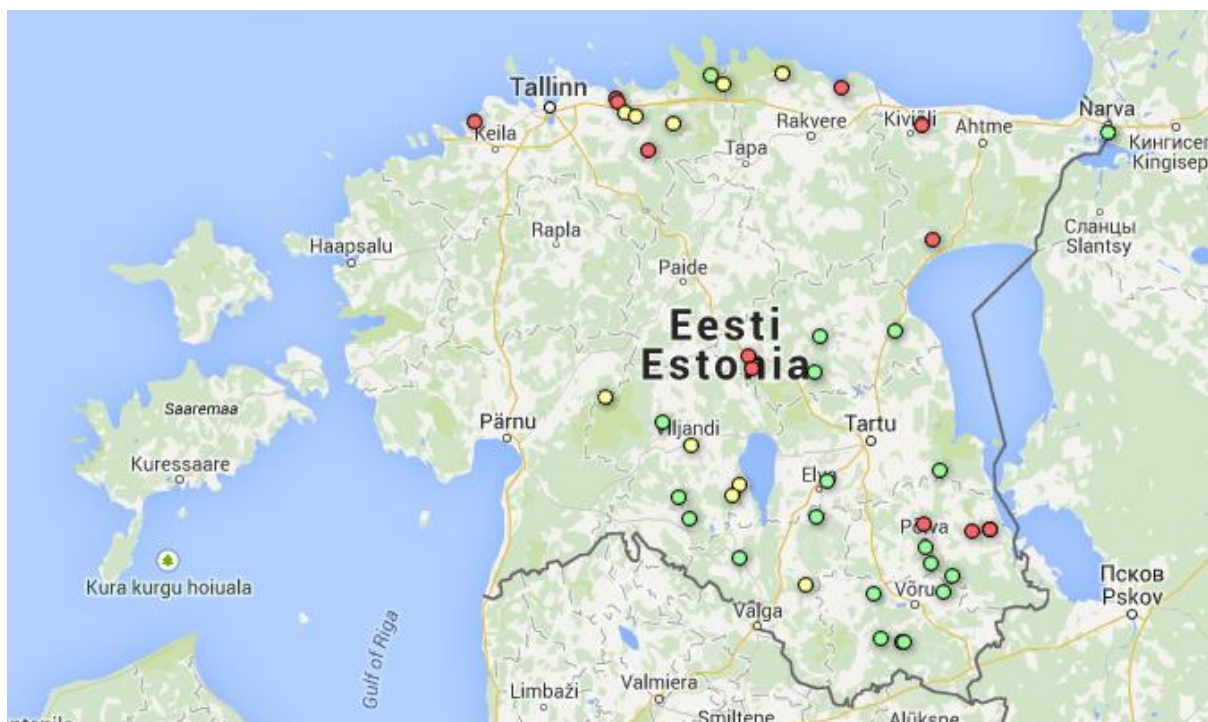 Tallinn
Narva
Keila
Rakvere
Kiviõli
Ahtme
Кингисеп
Kingisep
Tapa
Сланцы
Slantsy
Haapsalu
Rapla
Paide
Eesti
Estonia
Saaremaa
Kuressaare
Pärnu
Viljandi
Tartu
Elva
Põlva
Kura kurgu hoiuala
Gulf of Riga
Valga
Võru
Псков
Pskov
Limbaži
Valmiera
Smiltene
Alūksne